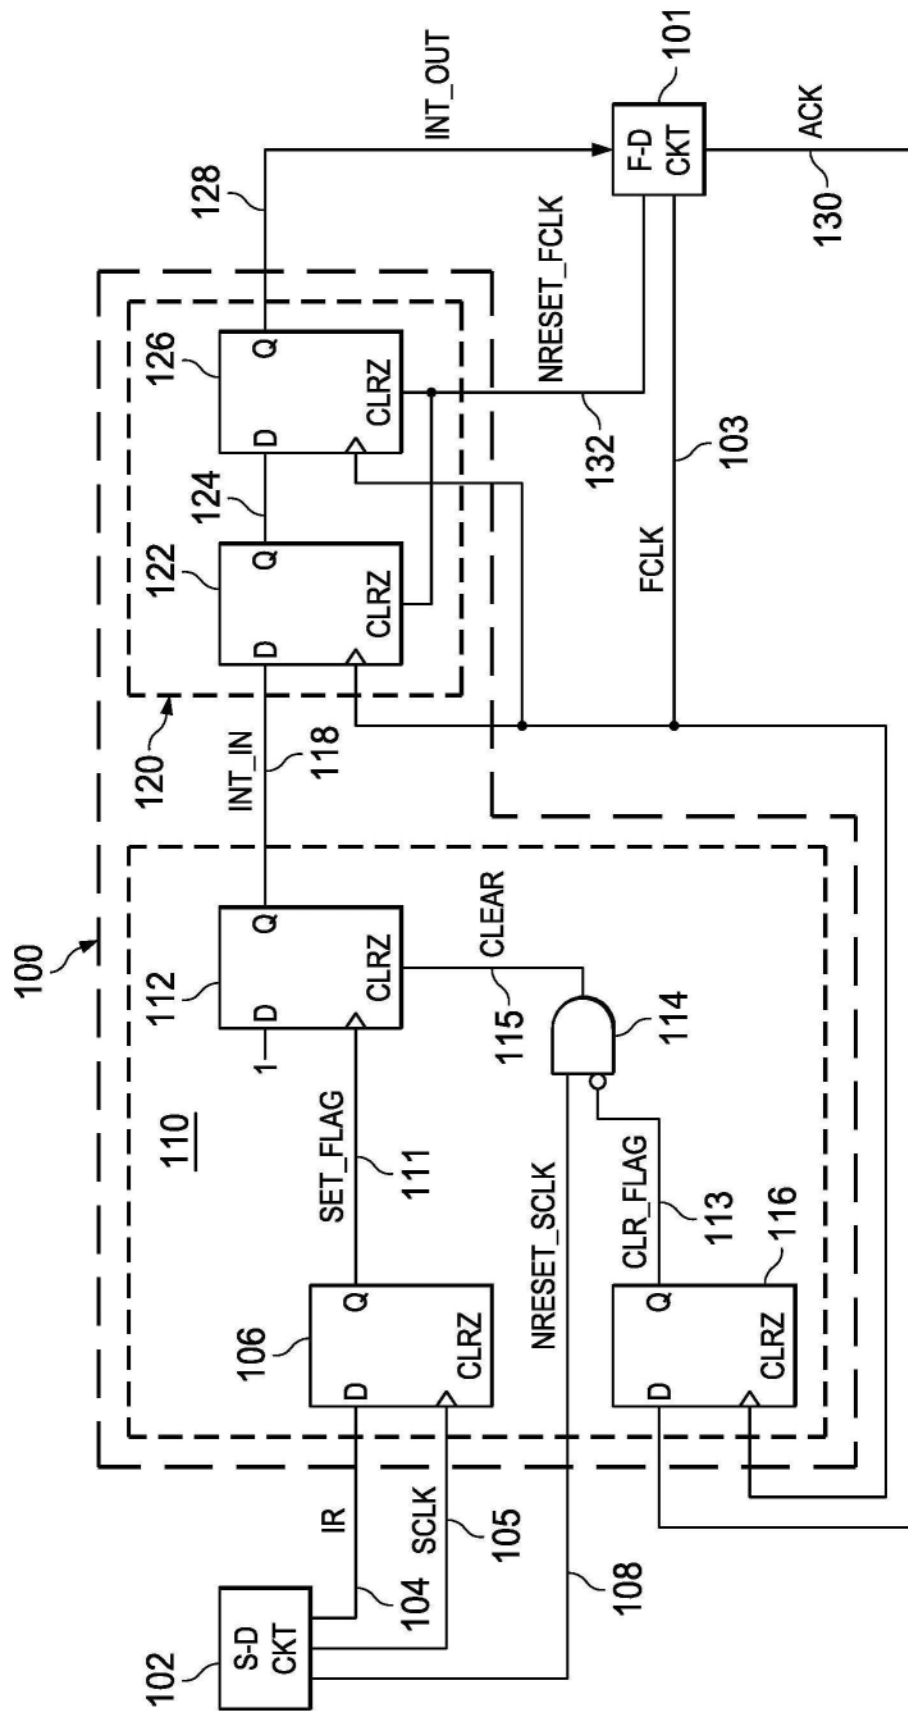 100
110
120
112
1
D
Q
CLRZ
INT_IN
118
122
D
Q
CLRZ
124
126
D
Q
CLRZ
128
INT_OUT
102
S-D
CKT
IR
104
SCLK
105
106
D
Q
CLRZ
SET_FLAG
111
CLEAR
115
NRESET_SCLK
108
114
CLR_FLAG
113
116
D
Q
CLRZ
NRESET_FCLK
132
FCLK
103
F-D
CKT
101
ACK
130